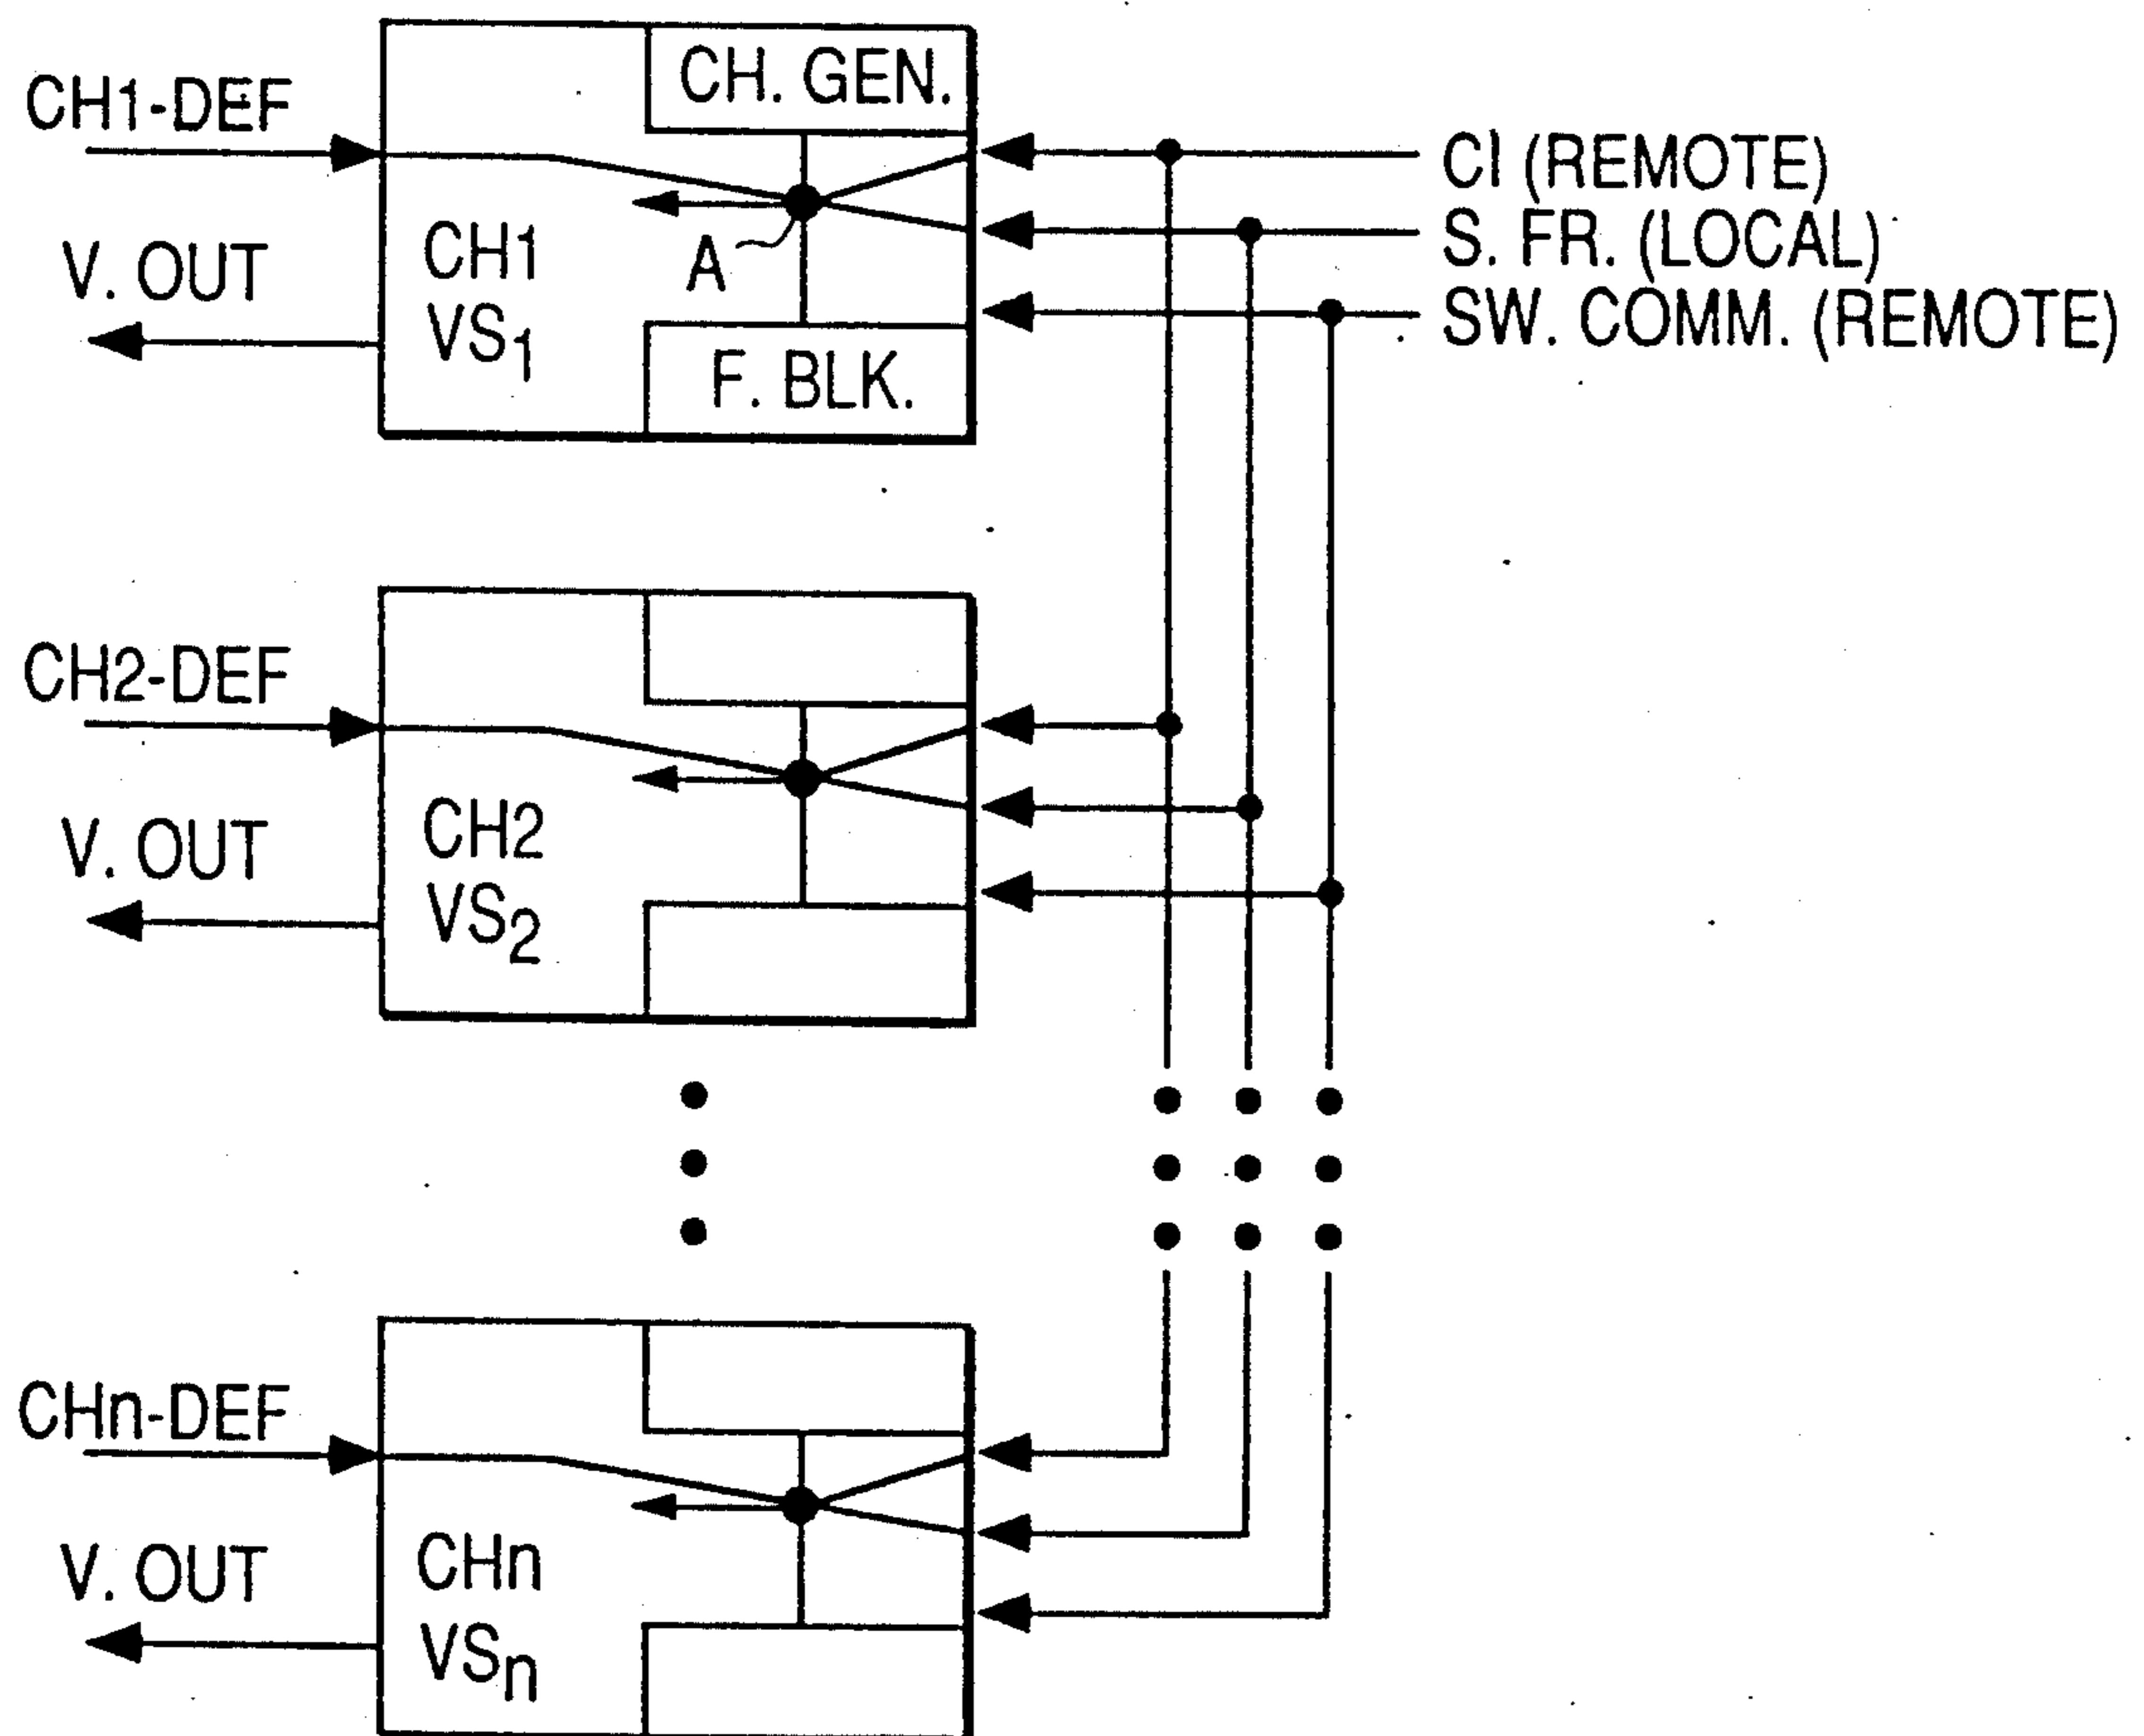 CH. GEN.
CH1-DEF
CI (REMOTE)
S. FR. (LOCAL)
A
CH1
V. OUT
SW. COMM. (REMOTE)
VS1
F. BLK.
CH2-DEF
CH2
V. OUT
VS2
CHn-DEF
CHn
V. OUT
VSn